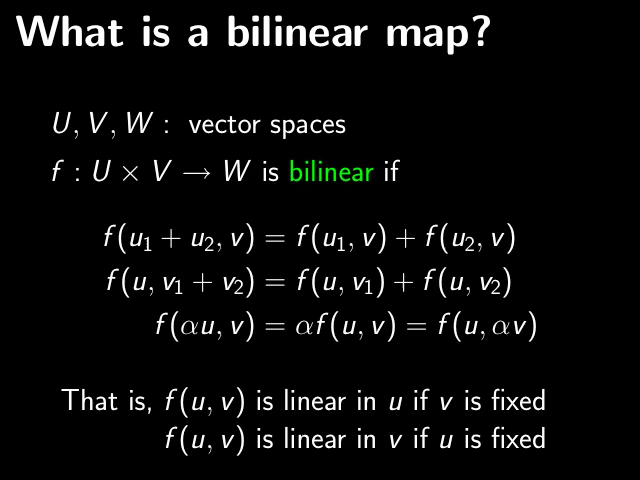 What is a bilinear map?
U, V, W : vector spaces
f : U × V → W is bilinear if
f(u₁ + u₂, v) = f(u₁, v) + f(u₂, v)
f(u, v₁ + v₂) = f(u, v₁) + f(u, v₂)
f(αu, v) = αf(u, v) = f(u, αv)
That is, f(u, v) is linear in u if v is fixed
f(u, v) is linear in v if u is fixed